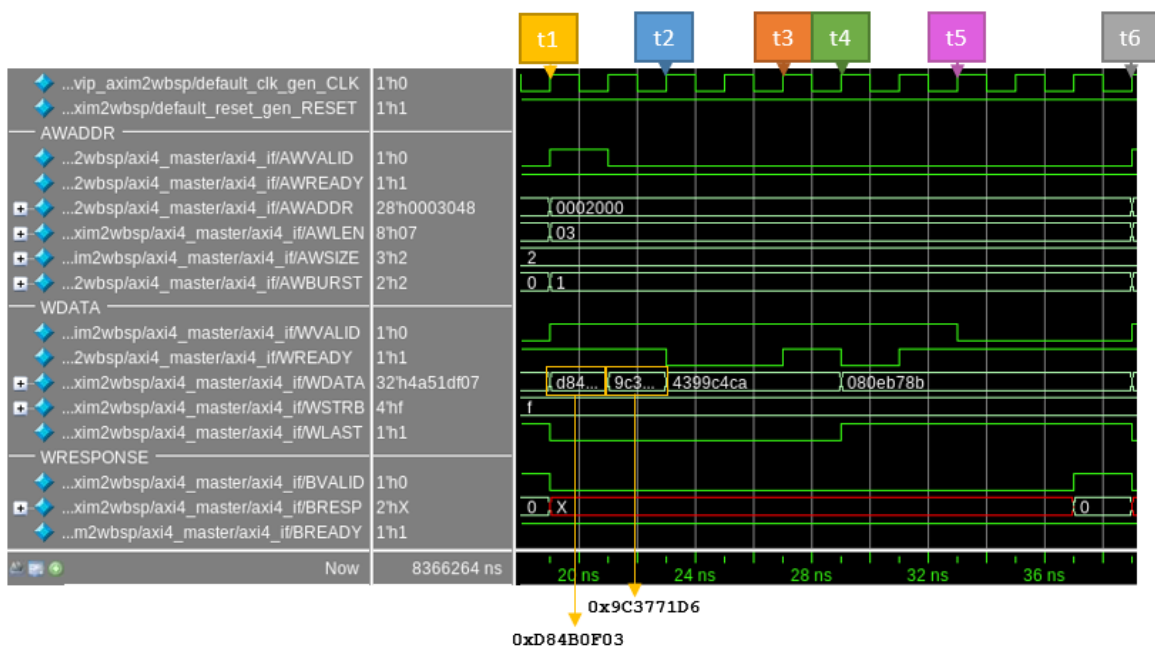 t1 t2 t3 t4 t5 t6
...vip_axim2wbsp/default_clk_gen_CLK 1'h0
...xim2wbsp/default_reset_gen_RESET 1'h1
AWADDR
...2wbsp/axi4_master/axi4_if/AWVALID 1'h0
...2wbsp/axi4_master/axi4_if/AWREADY 1'h1
...2wbsp/axi4_master/axi4_if/AWADDR 28'h0003048 0002000
...xim2wbsp/axi4_master/axi4_if/AWLEN 8'h07 03
...im2wbsp/axi4_master/axi4_if/AWSIZE 3'h2 2
...2wbsp/axi4_master/axi4_if/AWBURST 2'h2 0 1
WDATA
...im2wbsp/axi4_master/axi4_if/WVALID 1'h0
...2wbsp/axi4_master/axi4_if/WREADY 1'h1
...xim2wbsp/axi4_master/axi4_if/WDATA 32'h4a51df07 d84... 9c3... 4399c4ca 080eb78b
...xim2wbsp/axi4_master/axi4_if/WSTRB 4'hf f
...xim2wbsp/axi4_master/axi4_if/WLAST 1'h1
WRESPONSE
...xim2wbsp/axi4_master/axi4_if/BVALID 1'h0
...xim2wbsp/axi4_master/axi4_if/BRESP 2'hX 0 X 0
...m2wbsp/axi4_master/axi4_if/BREADY 1'h1
Now 8366264 ns 20 ns 24 ns 28 ns 32 ns 36 ns
0x9C3771D6
0xD84B0F03